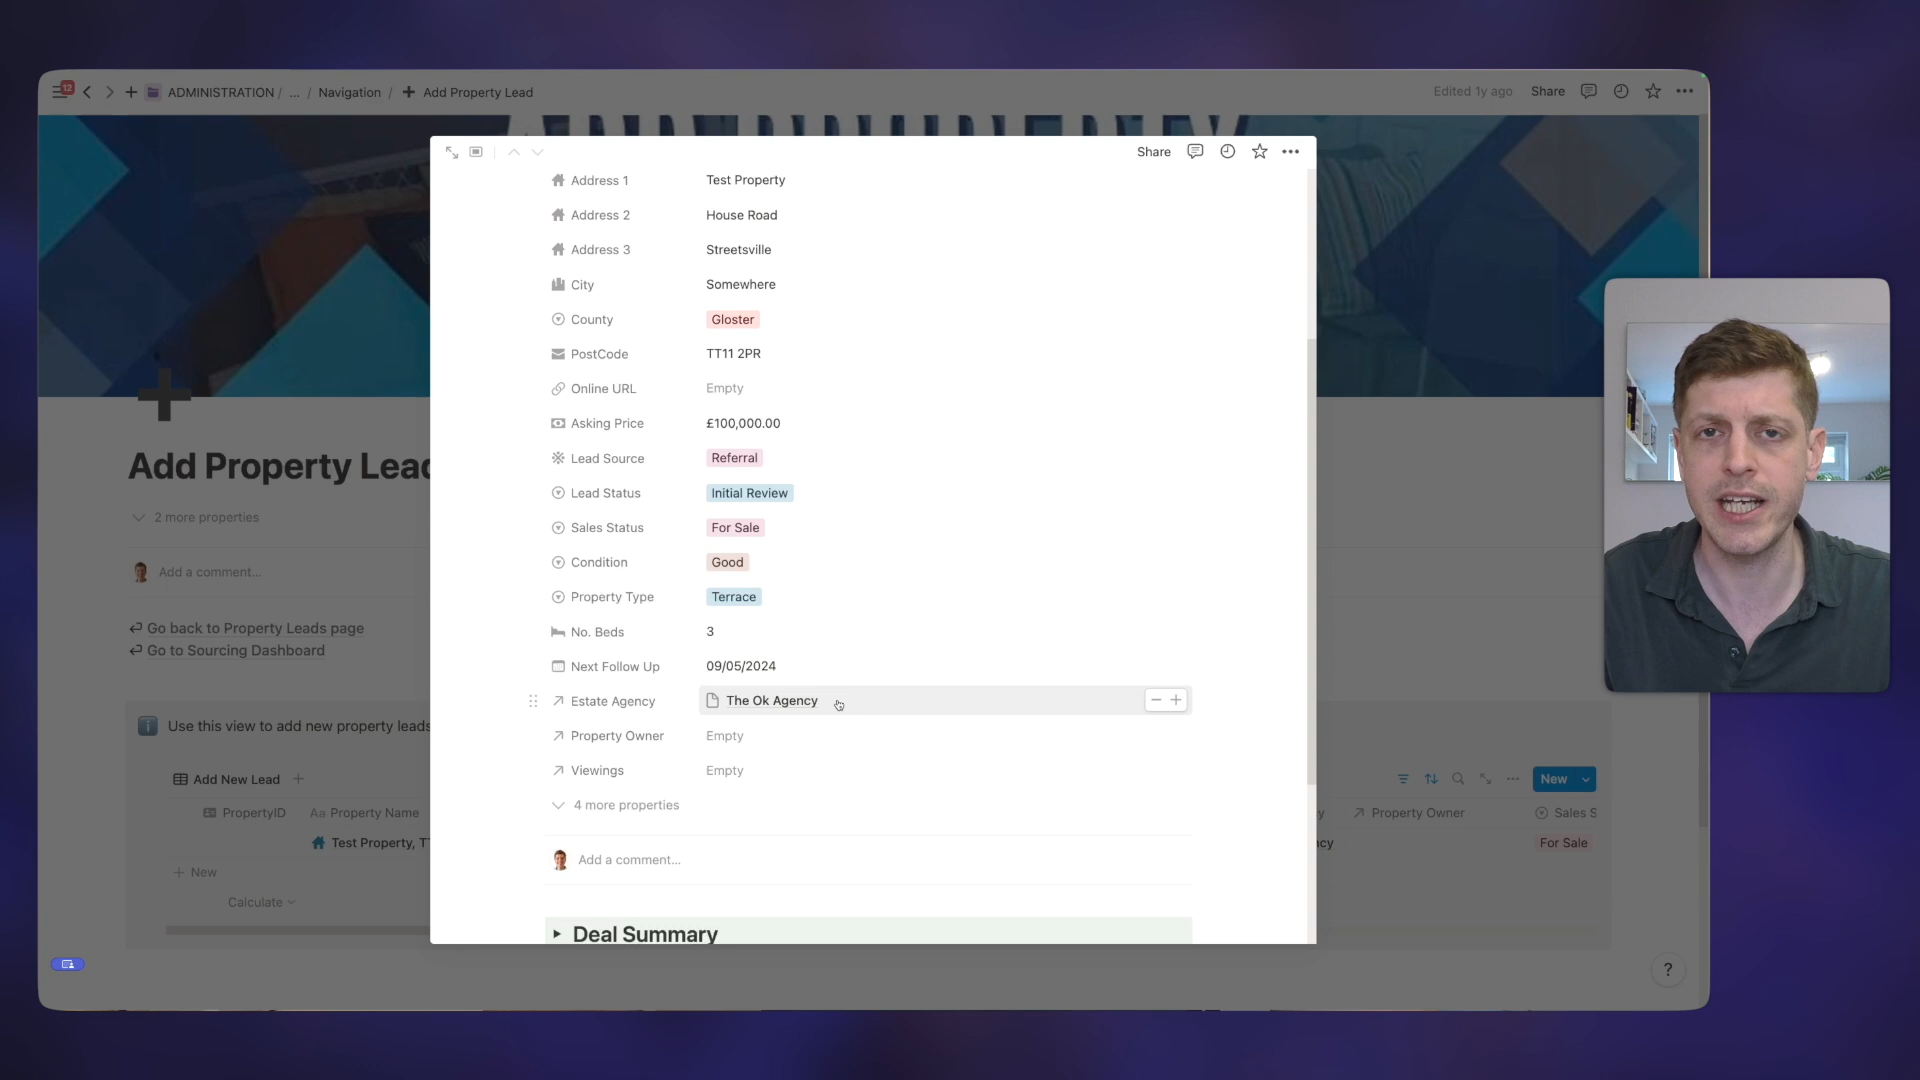 12
ADMINISTRATION / ... / Navigation / Add Property Lead
Edited 1y ago Share
ADD PROPERTY
Share
Address 1 Test Property
Address 2 House Road
Address 3 Streetsville
City Somewhere
County Gloster
PostCode TT11 2PR
Online URL Empty
Asking Price £100,000.00
Lead Source Referral
Lead Status Initial Review
Sales Status For Sale
Condition Good
Property Type Terrace
No. Beds 3
Next Follow Up 09/05/2024
Estate Agency The Ok Agency
Property Owner Empty
Viewings Empty
4 more properties
Add a comment...
Deal Summary
Add Property Lead
2 more properties
Add a comment...
Go back to Property Leads page
Go to Sourcing Dashboard
Use this view to add new property leads
Add New Lead
New
PropertyID Aa Property Name
y Property Owner Sales S
Test Property, T
ncy For Sale
New
Calculate
?